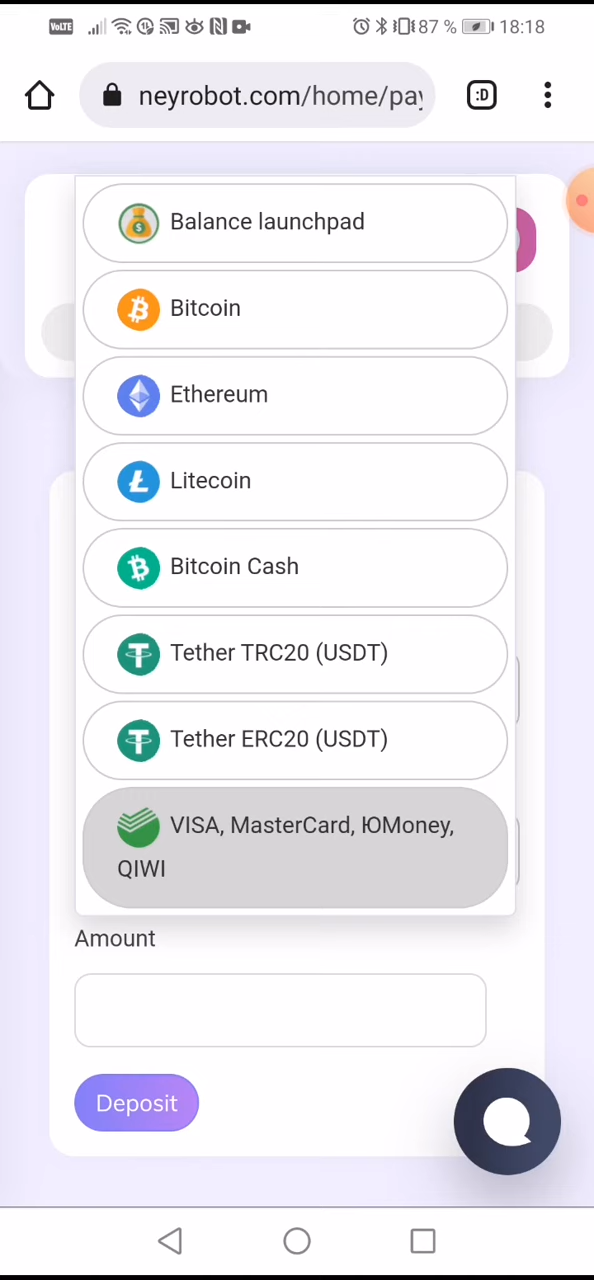 VoLTE 87 % 18:18
neyrobot.com/home/pay :D
Balance launchpad
Bitcoin
Ethereum
Litecoin
Bitcoin Cash
Tether TRC20 (USDT)
Tether ERC20 (USDT)
VISA, MasterCard, ЮMoney,
QIWI
Amount
Deposit